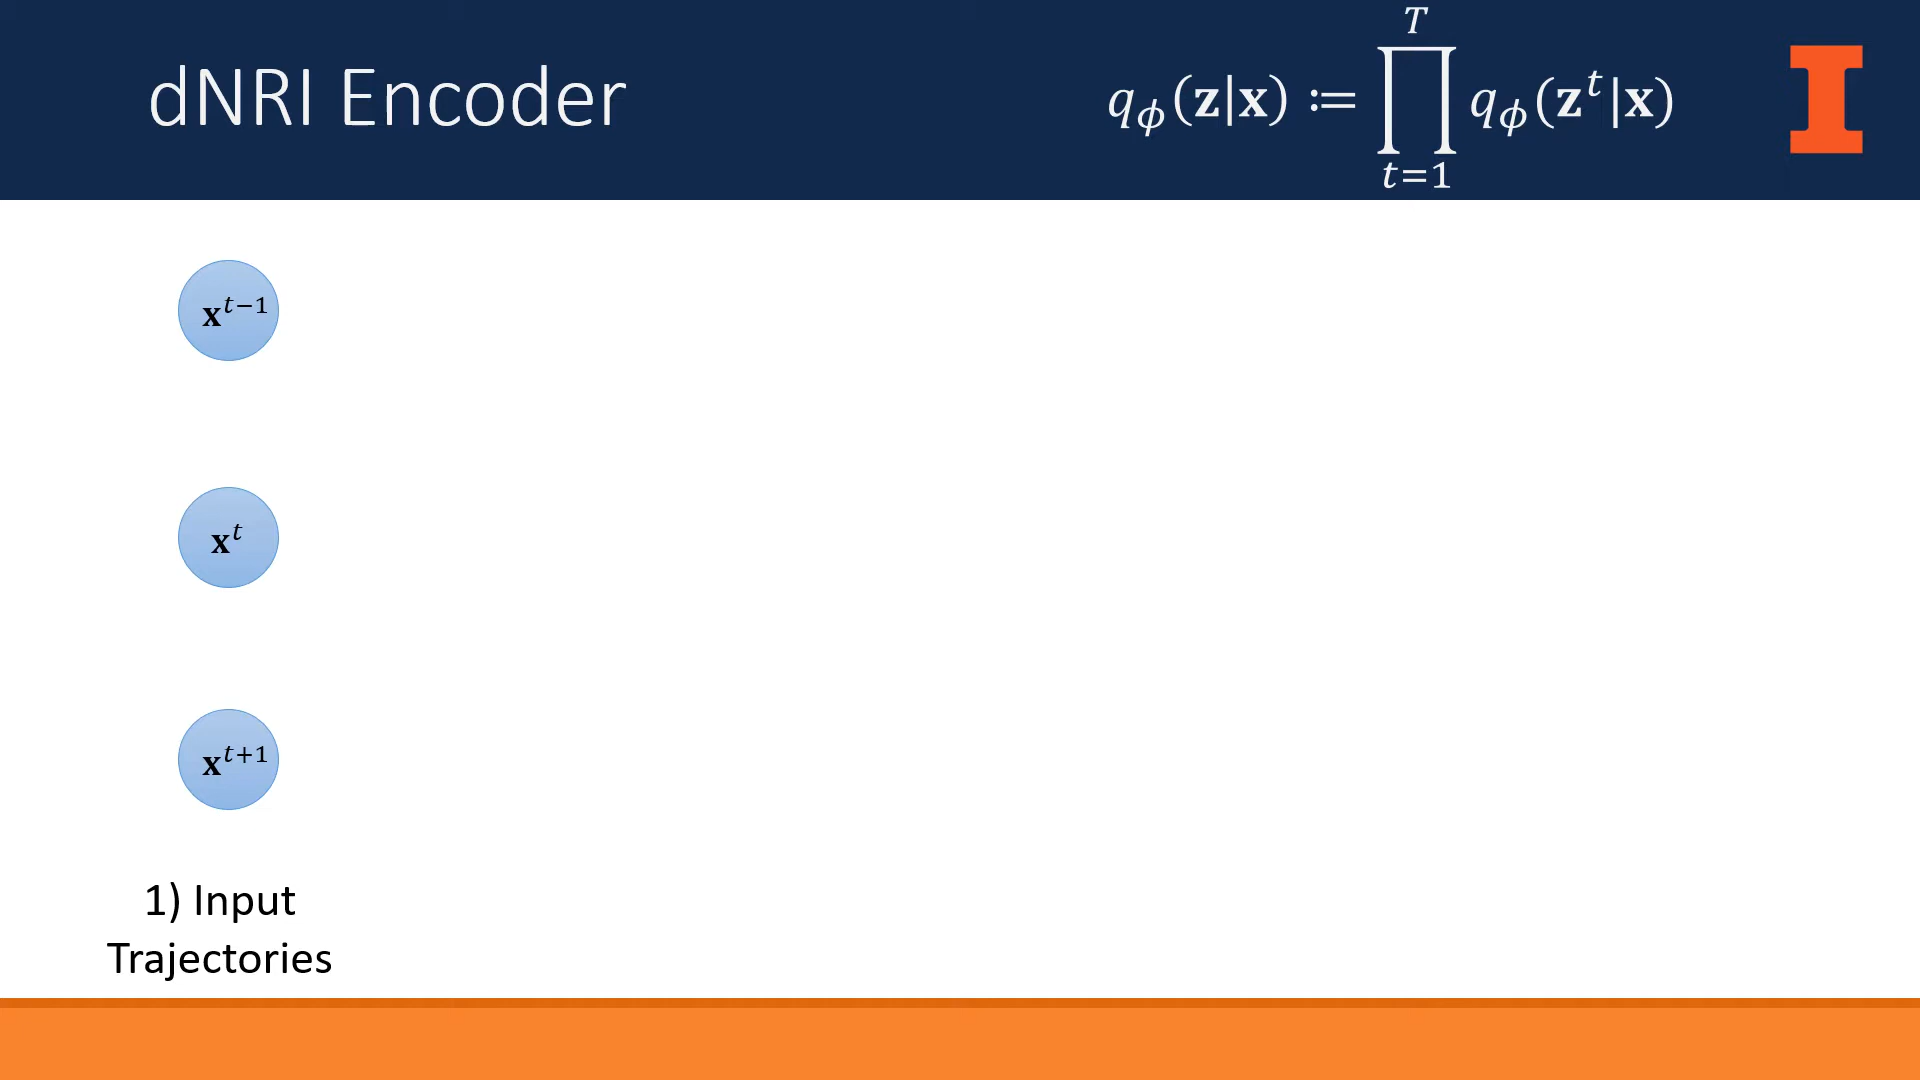 dNRI Encoder
q_ϕ(𝐳|𝐱) ≔ ∏_{t=1}^{T} q_ϕ(𝐳^t|𝐱)
𝐱^{t−1}
𝐱^t
𝐱^{t+1}
1) Input
Trajectories